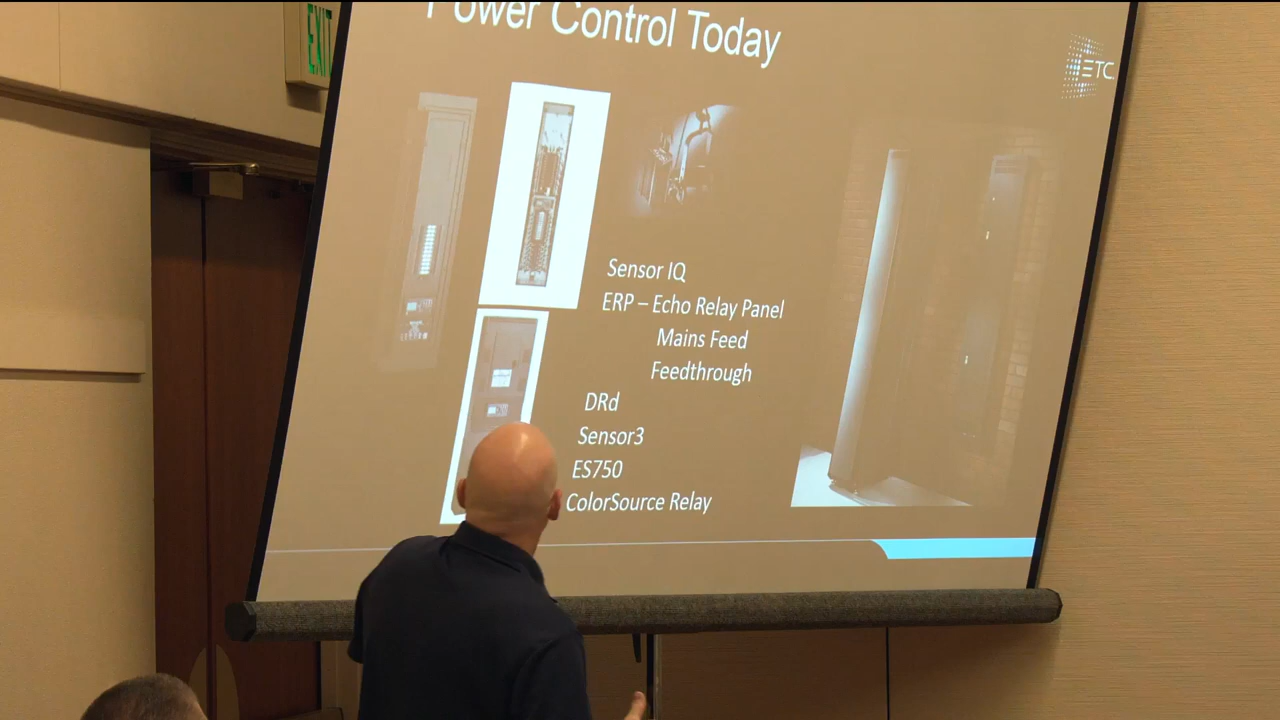 EXIT
Power Control Today
ETC
Sensor IQ
ERP – Echo Relay Panel
Mains Feed
Feedthrough
DRd
Sensor3
ES750
ColorSource Relay